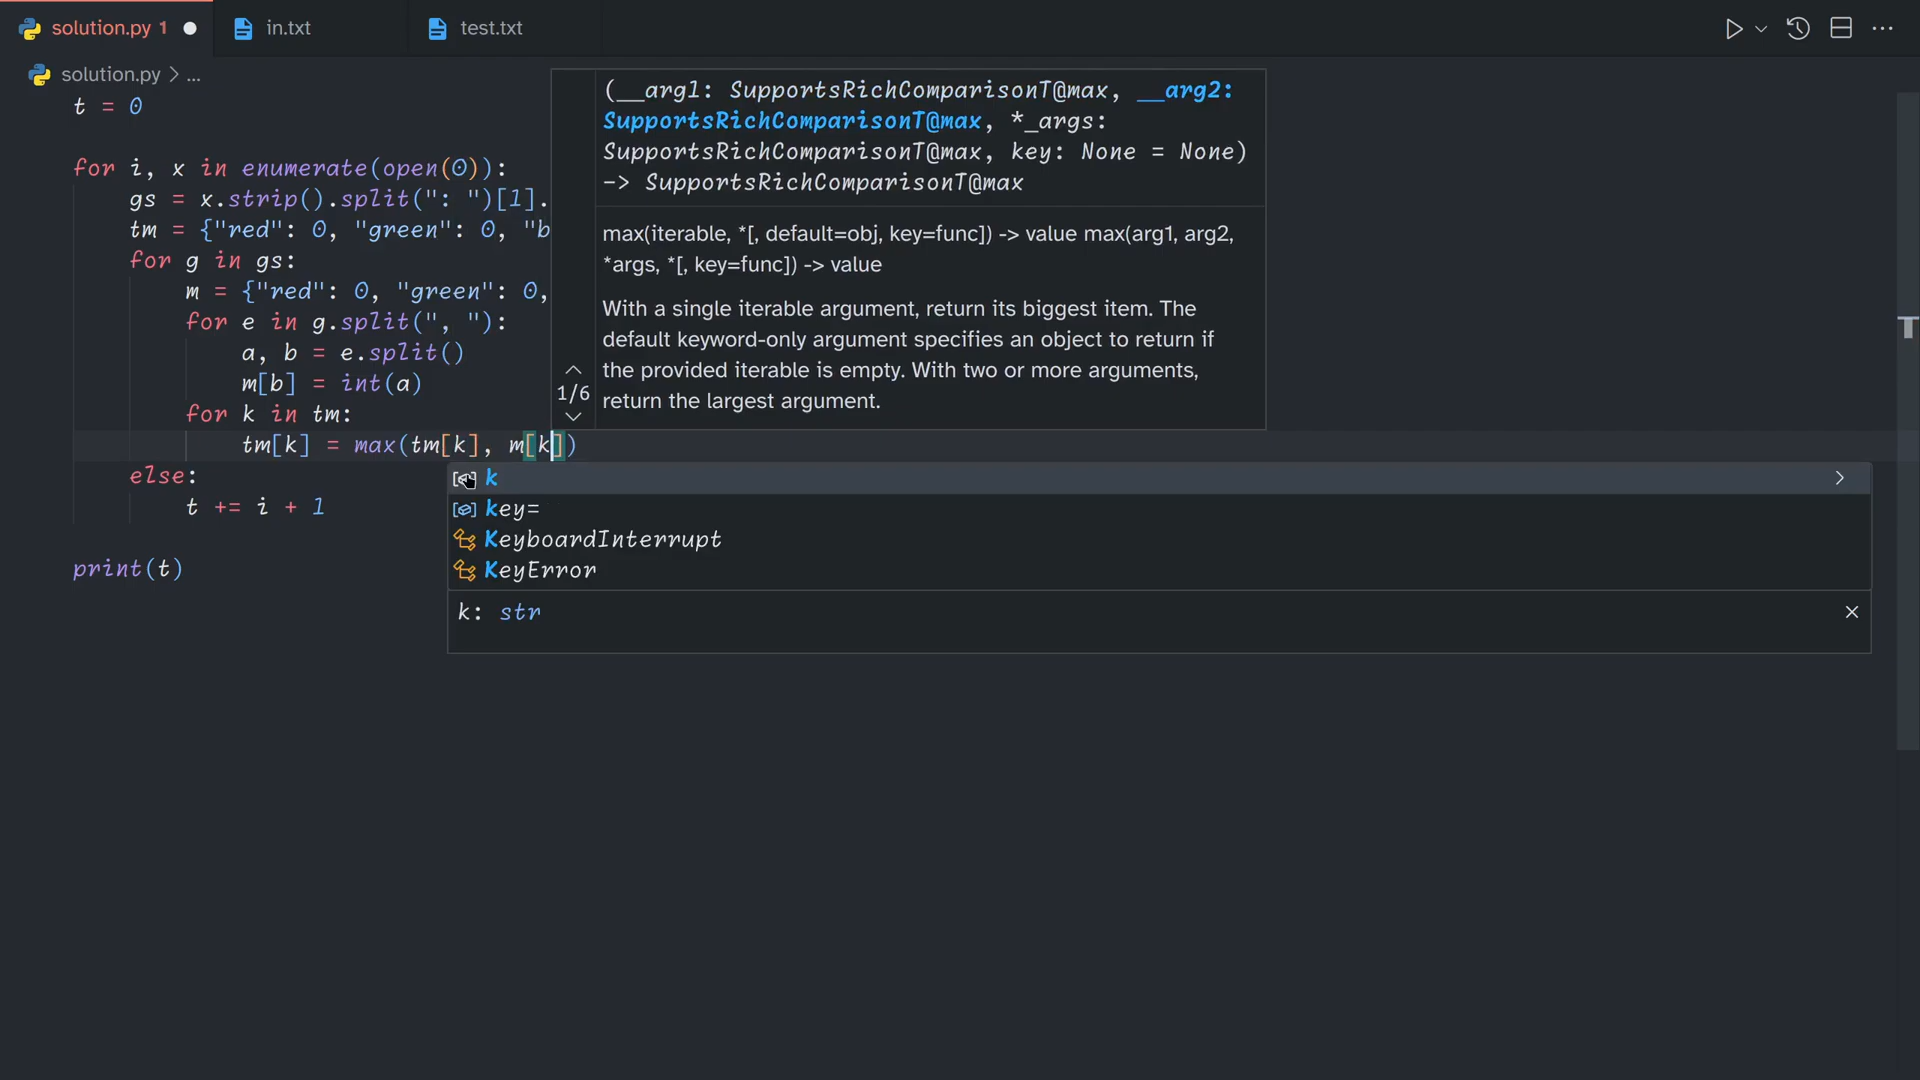 solution.py 1
in.txt
test.txt
solution.py > ...
t = 0
for i, x in enumerate(open(0)):
gs = x.strip().split(": ")[1].
tm = {"red": 0, "green": 0, "b
for g in gs:
m = {"red": 0, "green": 0,
for e in g.split(", "):
a, b = e.split()
m[b] = int(a)
for k in tm:
tm[k] = max(tm[k], m[k])
else:
t += i + 1
print(t)
(__arg1: SupportsRichComparisonT@max, __arg2:
SupportsRichComparisonT@max, *_args:
SupportsRichComparisonT@max, key: None = None)
-> SupportsRichComparisonT@max
max(iterable, *[, default=obj, key=func]) -> value max(arg1, arg2,
*args, *[, key=func]) -> value
With a single iterable argument, return its biggest item. The
default keyword-only argument specifies an object to return if
the provided iterable is empty. With two or more arguments,
return the largest argument.
1/6
k
key=
KeyboardInterrupt
KeyError
k: str